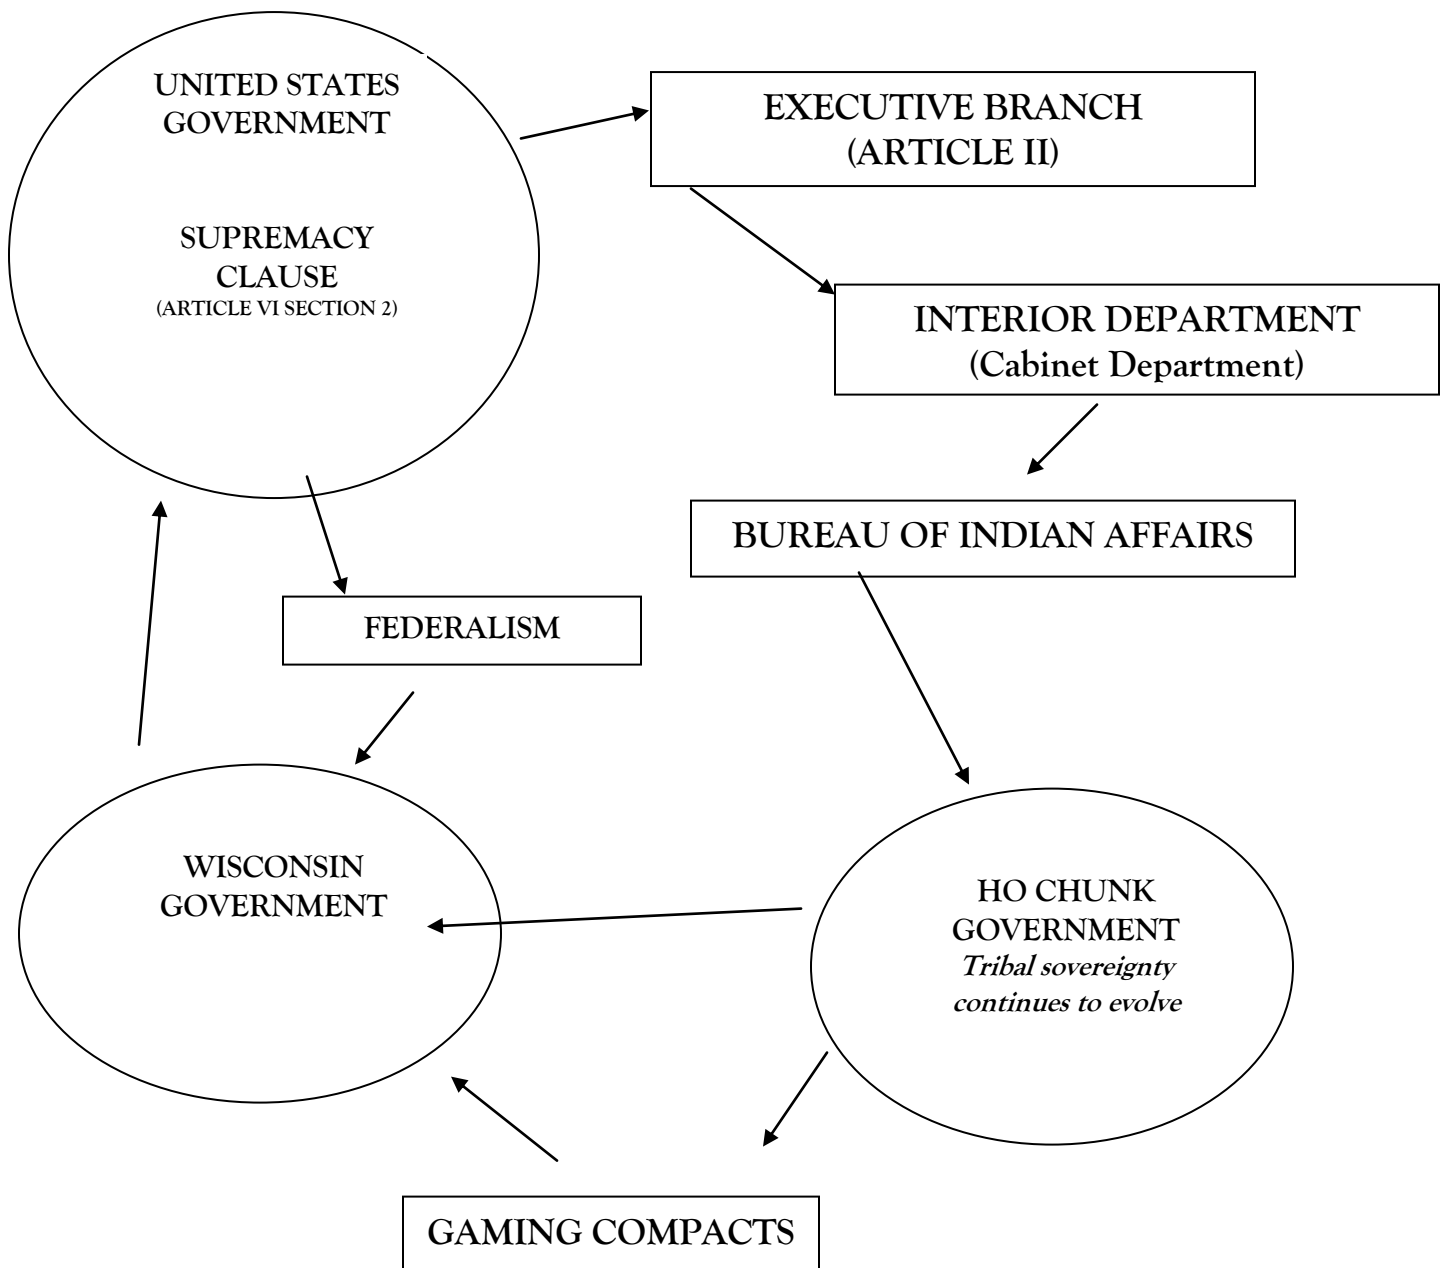 UNITED STATES
GOVERNMENT
SUPREMACY
CLAUSE
(ARTICLE VI SECTION 2)
EXECUTIVE BRANCH
(ARTICLE II)
INTERIOR DEPARTMENT
(Cabinet Department)
BUREAU OF INDIAN AFFAIRS
FEDERALISM
WISCONSIN
GOVERNMENT
HO CHUNK
GOVERNMENT
Tribal sovereignty
continues to evolve
GAMING COMPACTS